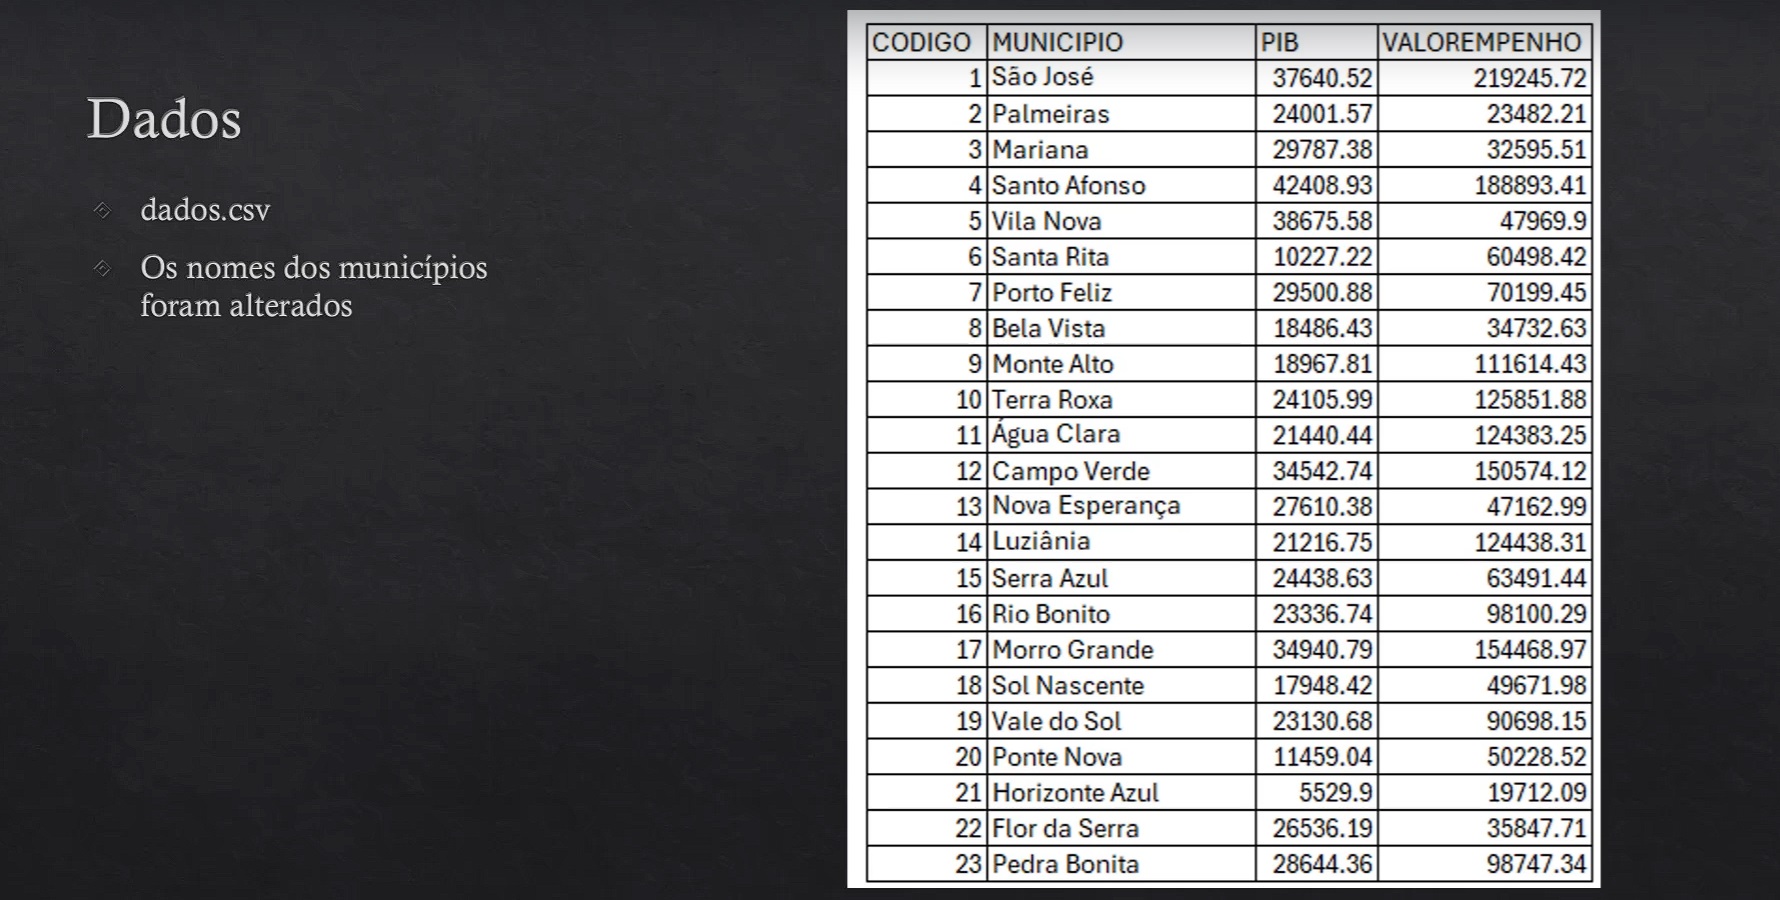 Dados
dados.csv
Os nomes dos municípios
foram alterados
CODIGO MUNICIPIO PIB VALOREMPENHO
1 São José 37640.52 219245.72
2 Palmeiras 24001.57 23482.21
3 Mariana 29787.38 32595.51
4 Santo Afonso 42408.93 188893.41
5 Vila Nova 38675.58 47969.9
6 Santa Rita 10227.22 60498.42
7 Porto Feliz 29500.88 70199.45
8 Bela Vista 18486.43 34732.63
9 Monte Alto 18967.81 111614.43
10 Terra Roxa 24105.99 125851.88
11 Água Clara 21440.44 124383.25
12 Campo Verde 34542.74 150574.12
13 Nova Esperança 27610.38 47162.99
14 Luziânia 21216.75 124438.31
15 Serra Azul 24438.63 63491.44
16 Rio Bonito 23336.74 98100.29
17 Morro Grande 34940.79 154468.97
18 Sol Nascente 17948.42 49671.98
19 Vale do Sol 23130.68 90698.15
20 Ponte Nova 11459.04 50228.52
21 Horizonte Azul 5529.9 19712.09
22 Flor da Serra 26536.19 35847.71
23 Pedra Bonita 28644.36 98747.34